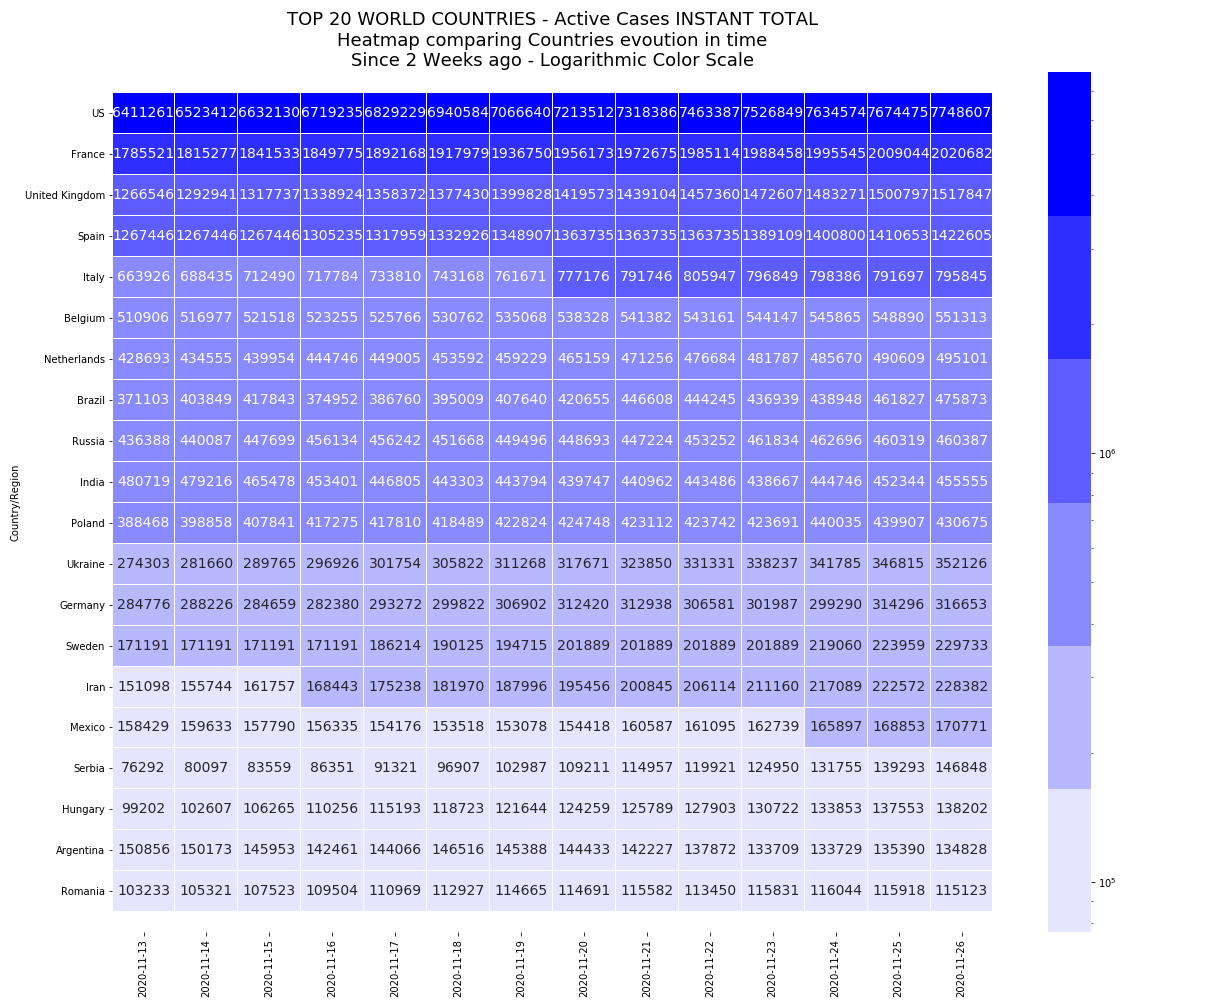 TOP 20 WORLD COUNTRIES - Active Cases INSTANT TOTAL
Heatmap comparing Countries evoution in time
Since 2 Weeks ago - Logarithmic Color Scale
US 6411261 6523412 6632130 6719235 6829229 6940584 7066640 7213512 7318386 7463387 7526849 7634574 7674475 7748607
France 1785521 1815277 1841533 1849775 1892168 1917979 1936750 1956173 1972675 1985114 1988458 1995545 2009044 2020682
United Kingdom 1266546 1292941 1317737 1338924 1358372 1377430 1399828 1419573 1439104 1457360 1472607 1483271 1500797 1517847
Spain 1267446 1267446 1267446 1305235 1317959 1332926 1348907 1363735 1363735 1363735 1389109 1400800 1410653 1422605
Italy 663926 688435 712490 717784 733810 743168 761671 777176 791746 805947 796849 798386 791697 795845
Belgium 510906 516977 521518 523255 525766 530762 535068 538328 541382 543161 544147 545865 548890 551313
Netherlands 428693 434555 439954 444746 449005 453592 459229 465159 471256 476684 481787 485670 490609 495101
Brazil 371103 403849 417843 374952 386760 395009 407640 420655 446608 444245 436939 438948 461827 475873
Russia 436388 440087 447699 456134 456242 451668 449496 448693 447224 453252 461834 462696 460319 460387
India 480719 479216 465478 453401 446805 443303 443794 439747 440962 443486 438667 444746 452344 455555
Poland 388468 398858 407841 417275 417810 418489 422824 424748 423112 423742 423691 440035 439907 430675
Ukraine 274303 281660 289765 296926 301754 305822 311268 317671 323850 331331 338237 341785 346815 352126
Germany 284776 288226 284659 282380 293272 299822 306902 312420 312938 306581 301987 299290 314296 316653
Sweden 171191 171191 171191 171191 186214 190125 194715 201889 201889 201889 201889 219060 223959 229733
Iran 151098 155744 161757 168443 175238 181970 187996 195456 200845 206114 211160 217089 222572 228382
Mexico 158429 159633 157790 156335 154176 153518 153078 154418 160587 161095 162739 165897 168853 170771
Serbia 76292 80097 83559 86351 91321 96907 102987 109211 114957 119921 124950 131755 139293 146848
Hungary 99202 102607 106265 110256 115193 118723 121644 124259 125789 127903 130722 133853 137553 138202
Argentina 150856 150173 145953 142461 144066 146516 145388 144433 142227 137872 133709 133729 135390 134828
Romania 103233 105321 107523 109504 110969 112927 114665 114691 115582 113450 115831 116044 115918 115123
2020-11-13 2020-11-14 2020-11-15 2020-11-16 2020-11-17 2020-11-18 2020-11-19 2020-11-20 2020-11-21 2020-11-22 2020-11-23 2020-11-24 2020-11-25 2020-11-26
Country/Region
10⁶
10⁵